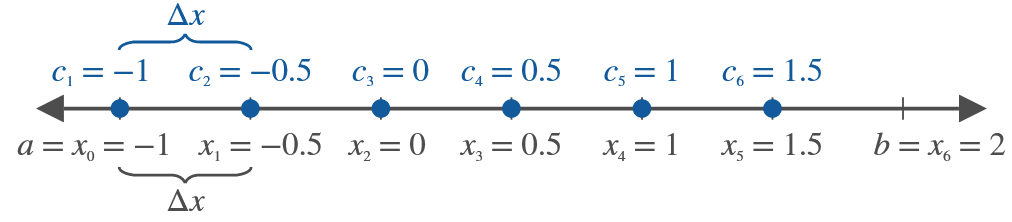 Δx
c₁ = −1 c₂ = −0.5 c₃ = 0 c₄ = 0.5 c₅ = 1 c₆ = 1.5
a = x₀ = −1 x₁ = −0.5 x₂ = 0 x₃ = 0.5 x₄ = 1 x₅ = 1.5 b = x₆ = 2
Δx